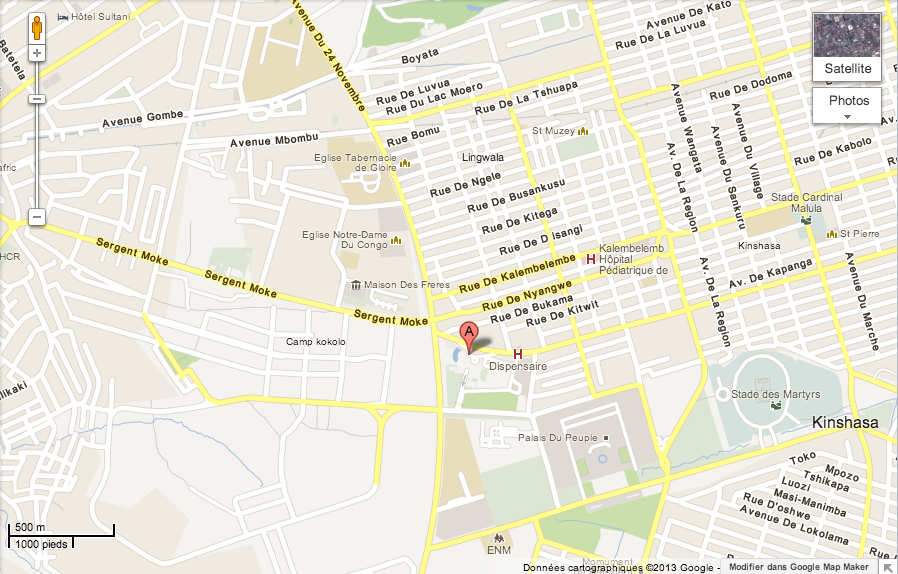 Hôtel Sultani
Avenue De Kato
Rue De La Luvua
Batetela
Avenue Du 24 Novembre
Boyata
Satellite
Rue De Luvua
Rue Du Lac Moero
Rue De La Tshuapa
Rue De Dodoma
Photos
Avenue Gombe
Avenue Mbombu
Rue Bomu
St Muzey
Avenue Wangata
Avenue Du Village
Avenue Du Sankuru
Av. De La Region
Rue De Kabolo
Eglise Tabernacle
de Gloire
Lingwala
afric
Rue De Ngele
Rue De Busankusu
Stade Cardinal
Malula
Rue De Kitega
St Pierre
HCR
Sergent Moke
Eglise Notre-Dame
Du Congo
Rue De D isangi
Kinshasa
Kalembelemb
Hôpital
Pédiatrique de
H
Rue De Kalembelembe
Av. De Kapanga
Av. De La Region
Avenue Du Marche
Sergent Moke
Maison Des Freres
Rue De Nyangwe
Rue De Bukama
Rue De Kitwit
Sergent Moke
A
Camp kokolo
H
Dispensaire
likaki
Stade des Martyrs
Kinshasa
Palais Du Peuple
Toko
Mpozo
Tshikapa
Luozi
Masi-Manimba
Rue D'oshwe
Avenue De Lokolama
500 m
1000 pieds
ENM
Monument
Données cartographiques ©2013 Google -
Modifier dans Google Map Maker